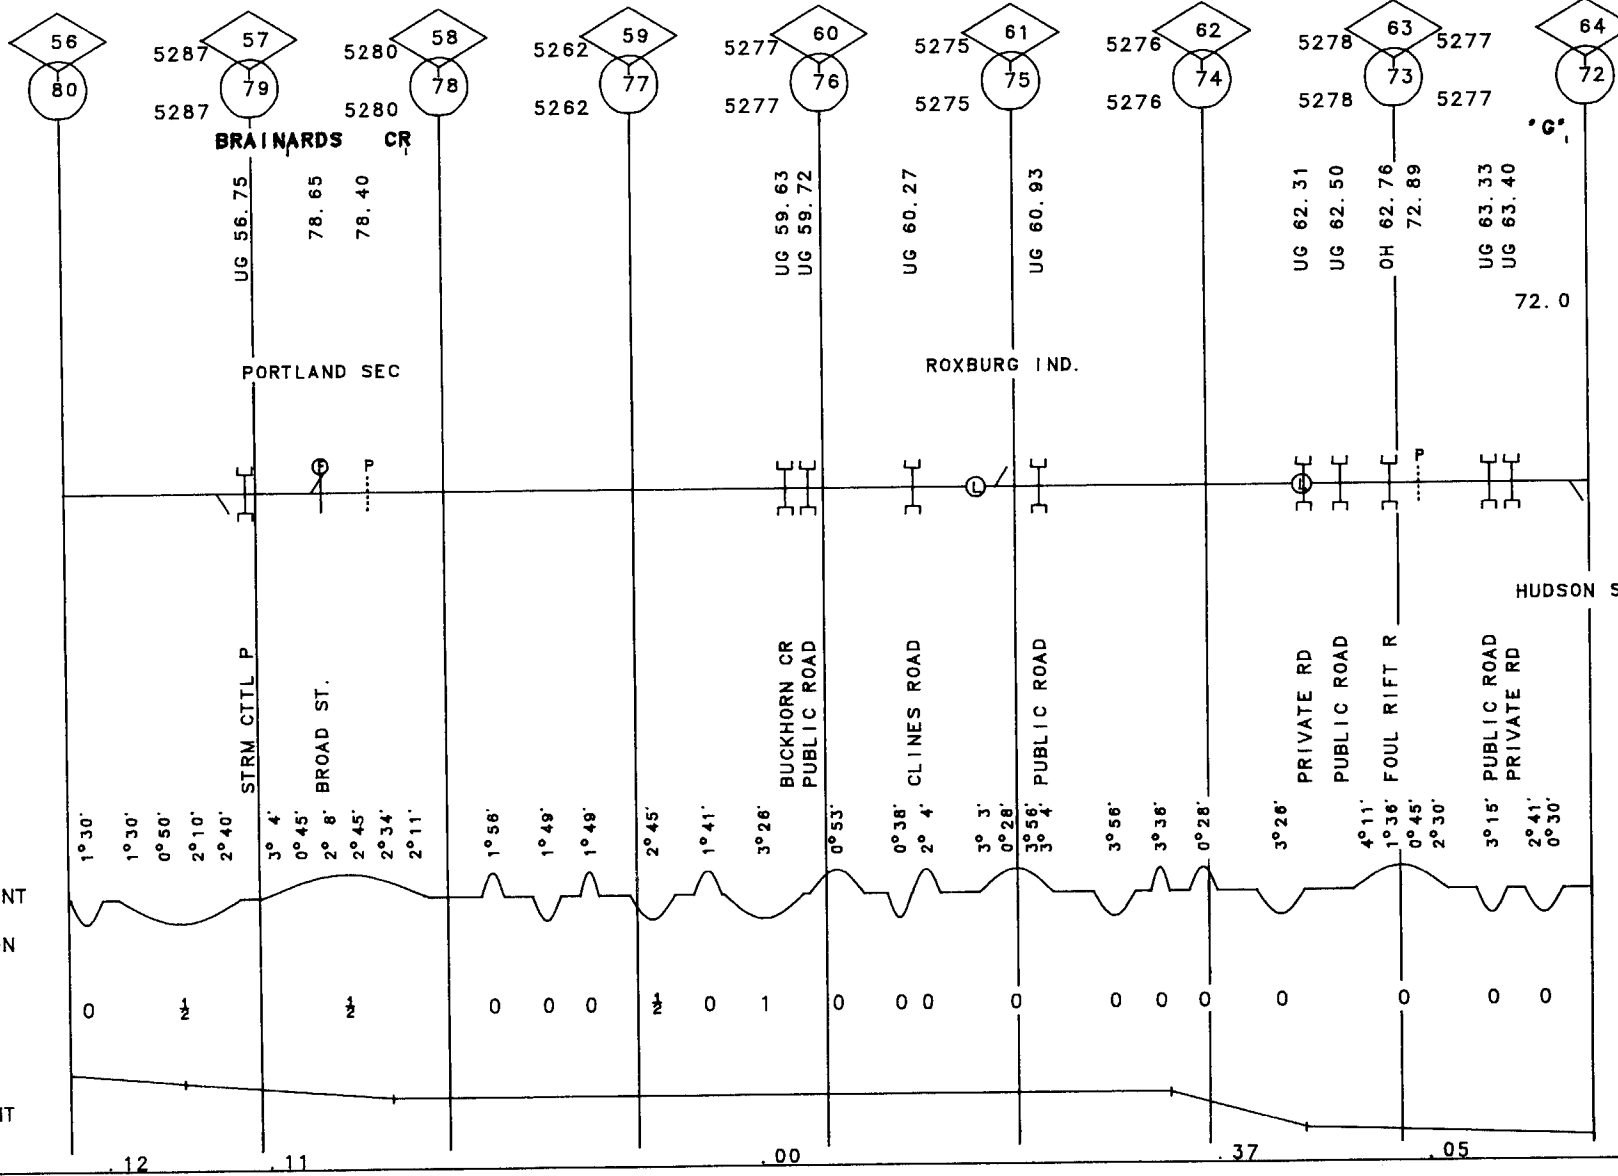 56 57 58 59 60 61 62 63 64
5287 5280 5262 5277 5275 5276 5278 5277
80 79 78 77 76 75 74 73 72
5287 5280 5262 5277 5275 5276 5278 5277
BRAINARDS CR "G"
UG 56.75
78.65
78.40
UG 59.63
UG 59.72
UG 60.27
UG 60.93
UG 62.31
UG 62.50
OH 62.76
72.89
UG 63.33
UG 63.40
72.0
PORTLAND SEC
ROXBURG IND.
F P L L P
HUDSON S
STRM CTTL P
BROAD ST.
BUCKHORN CR
PUBLIC ROAD
CLINES ROAD
PUBLIC ROAD
PRIVATE RD
PUBLIC ROAD
FOUL RIFT R
PUBLIC ROAD
PRIVATE RD
1°30'
1°30'
0°50'
2°10'
2°40'
3° 4'
0°45'
2° 8'
2°45'
2°34'
2°11'
1°56'
1°49'
1°49'
2°45'
1°41'
3°26'
0°53'
0°38'
2° 4'
3° 3'
0°28'
3°56'
3° 4'
3°56'
3°36'
0°28'
3°26'
4°11'
1°36'
0°45'
2°30'
3°15'
2°41'
0°30'
NT
N
0 ½ ½ 0 0 0 ½ 0 1 0 0 0 0 0 0 0 0 0 0 0
IT
.12 .11 .00 .37 .05